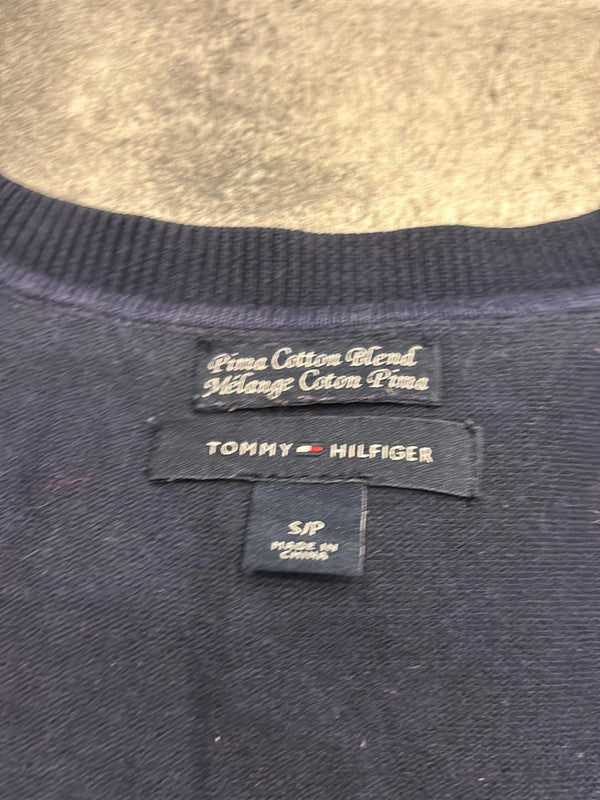 Pima Cotton Blend
Mélange Coton Pima
TOMMY HILFIGER
S/P
MADE IN
CHINA